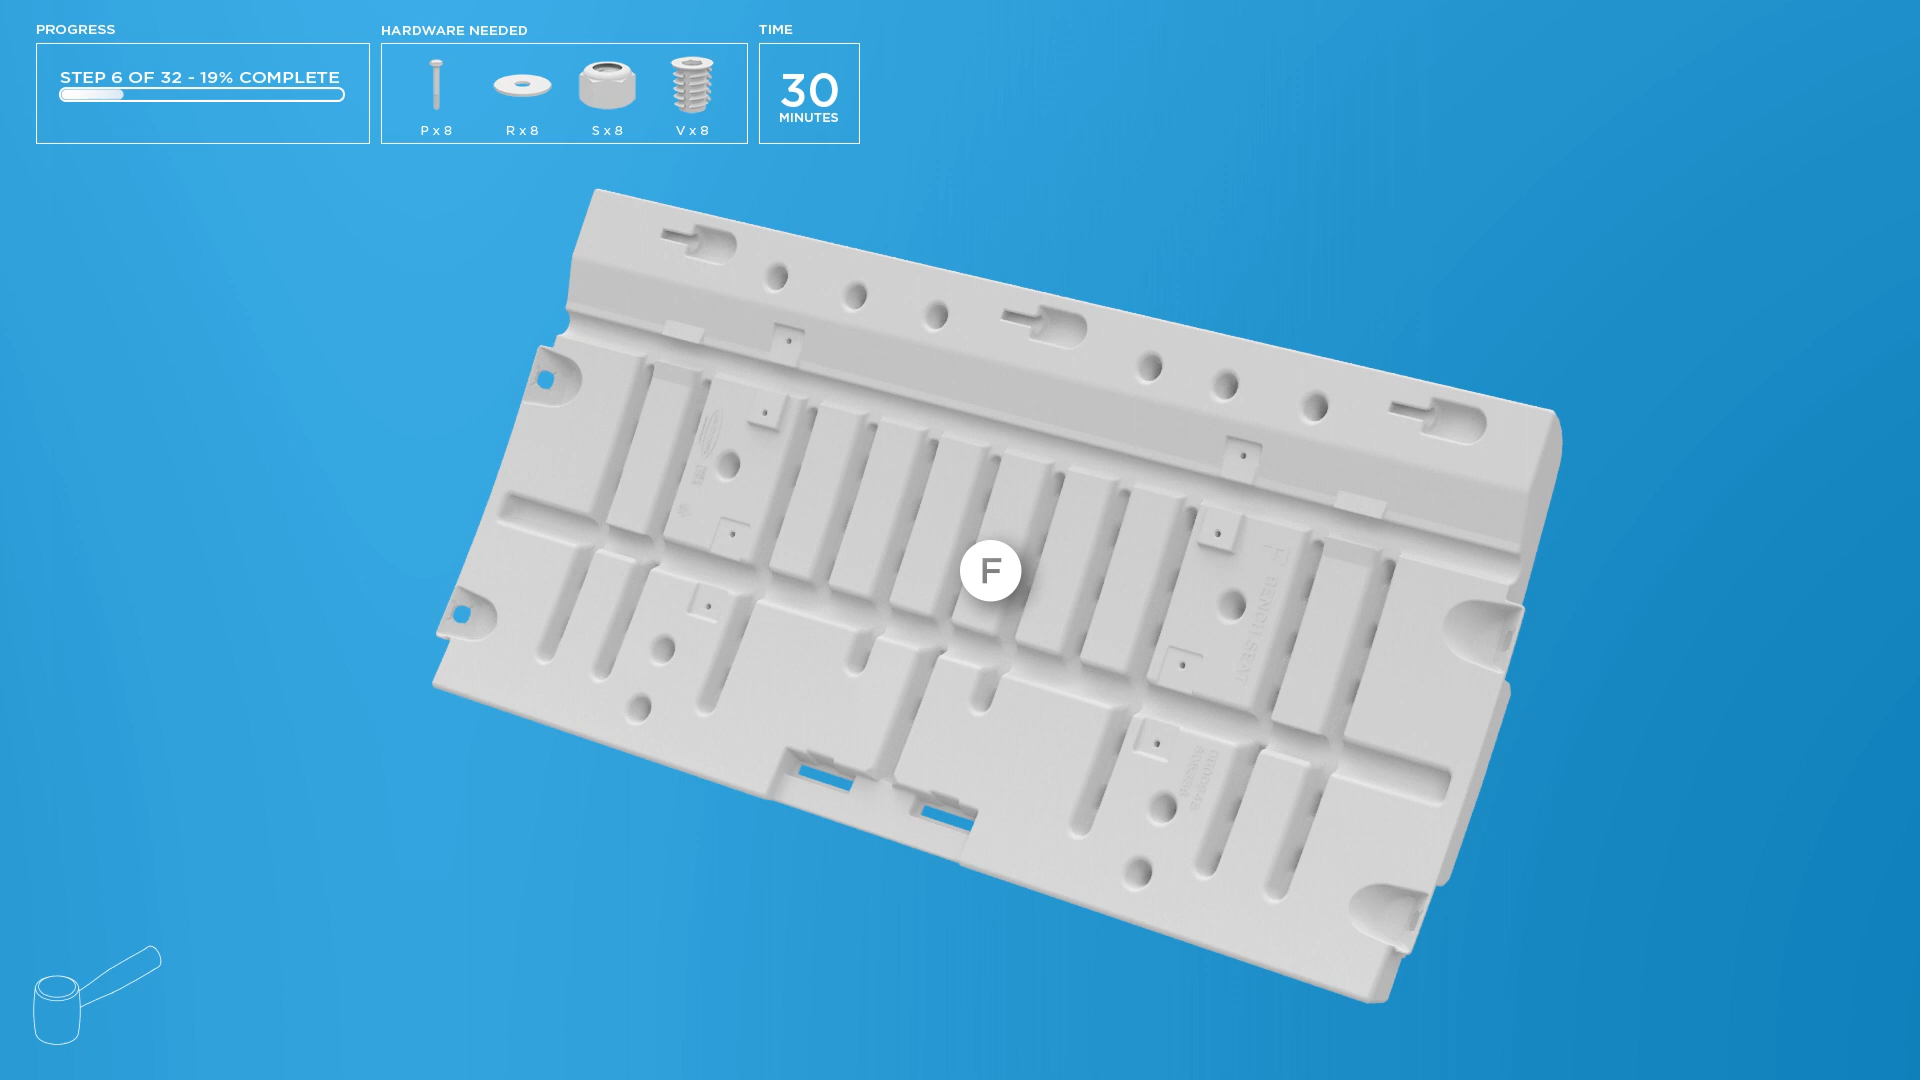 PROGRESS
STEP 6 OF 32 - 19% COMPLETE
HARDWARE NEEDED
P x 8
R x 8
S x 8
V x 8
TIME
30
MINUTES
F
F
BENCH SEAT